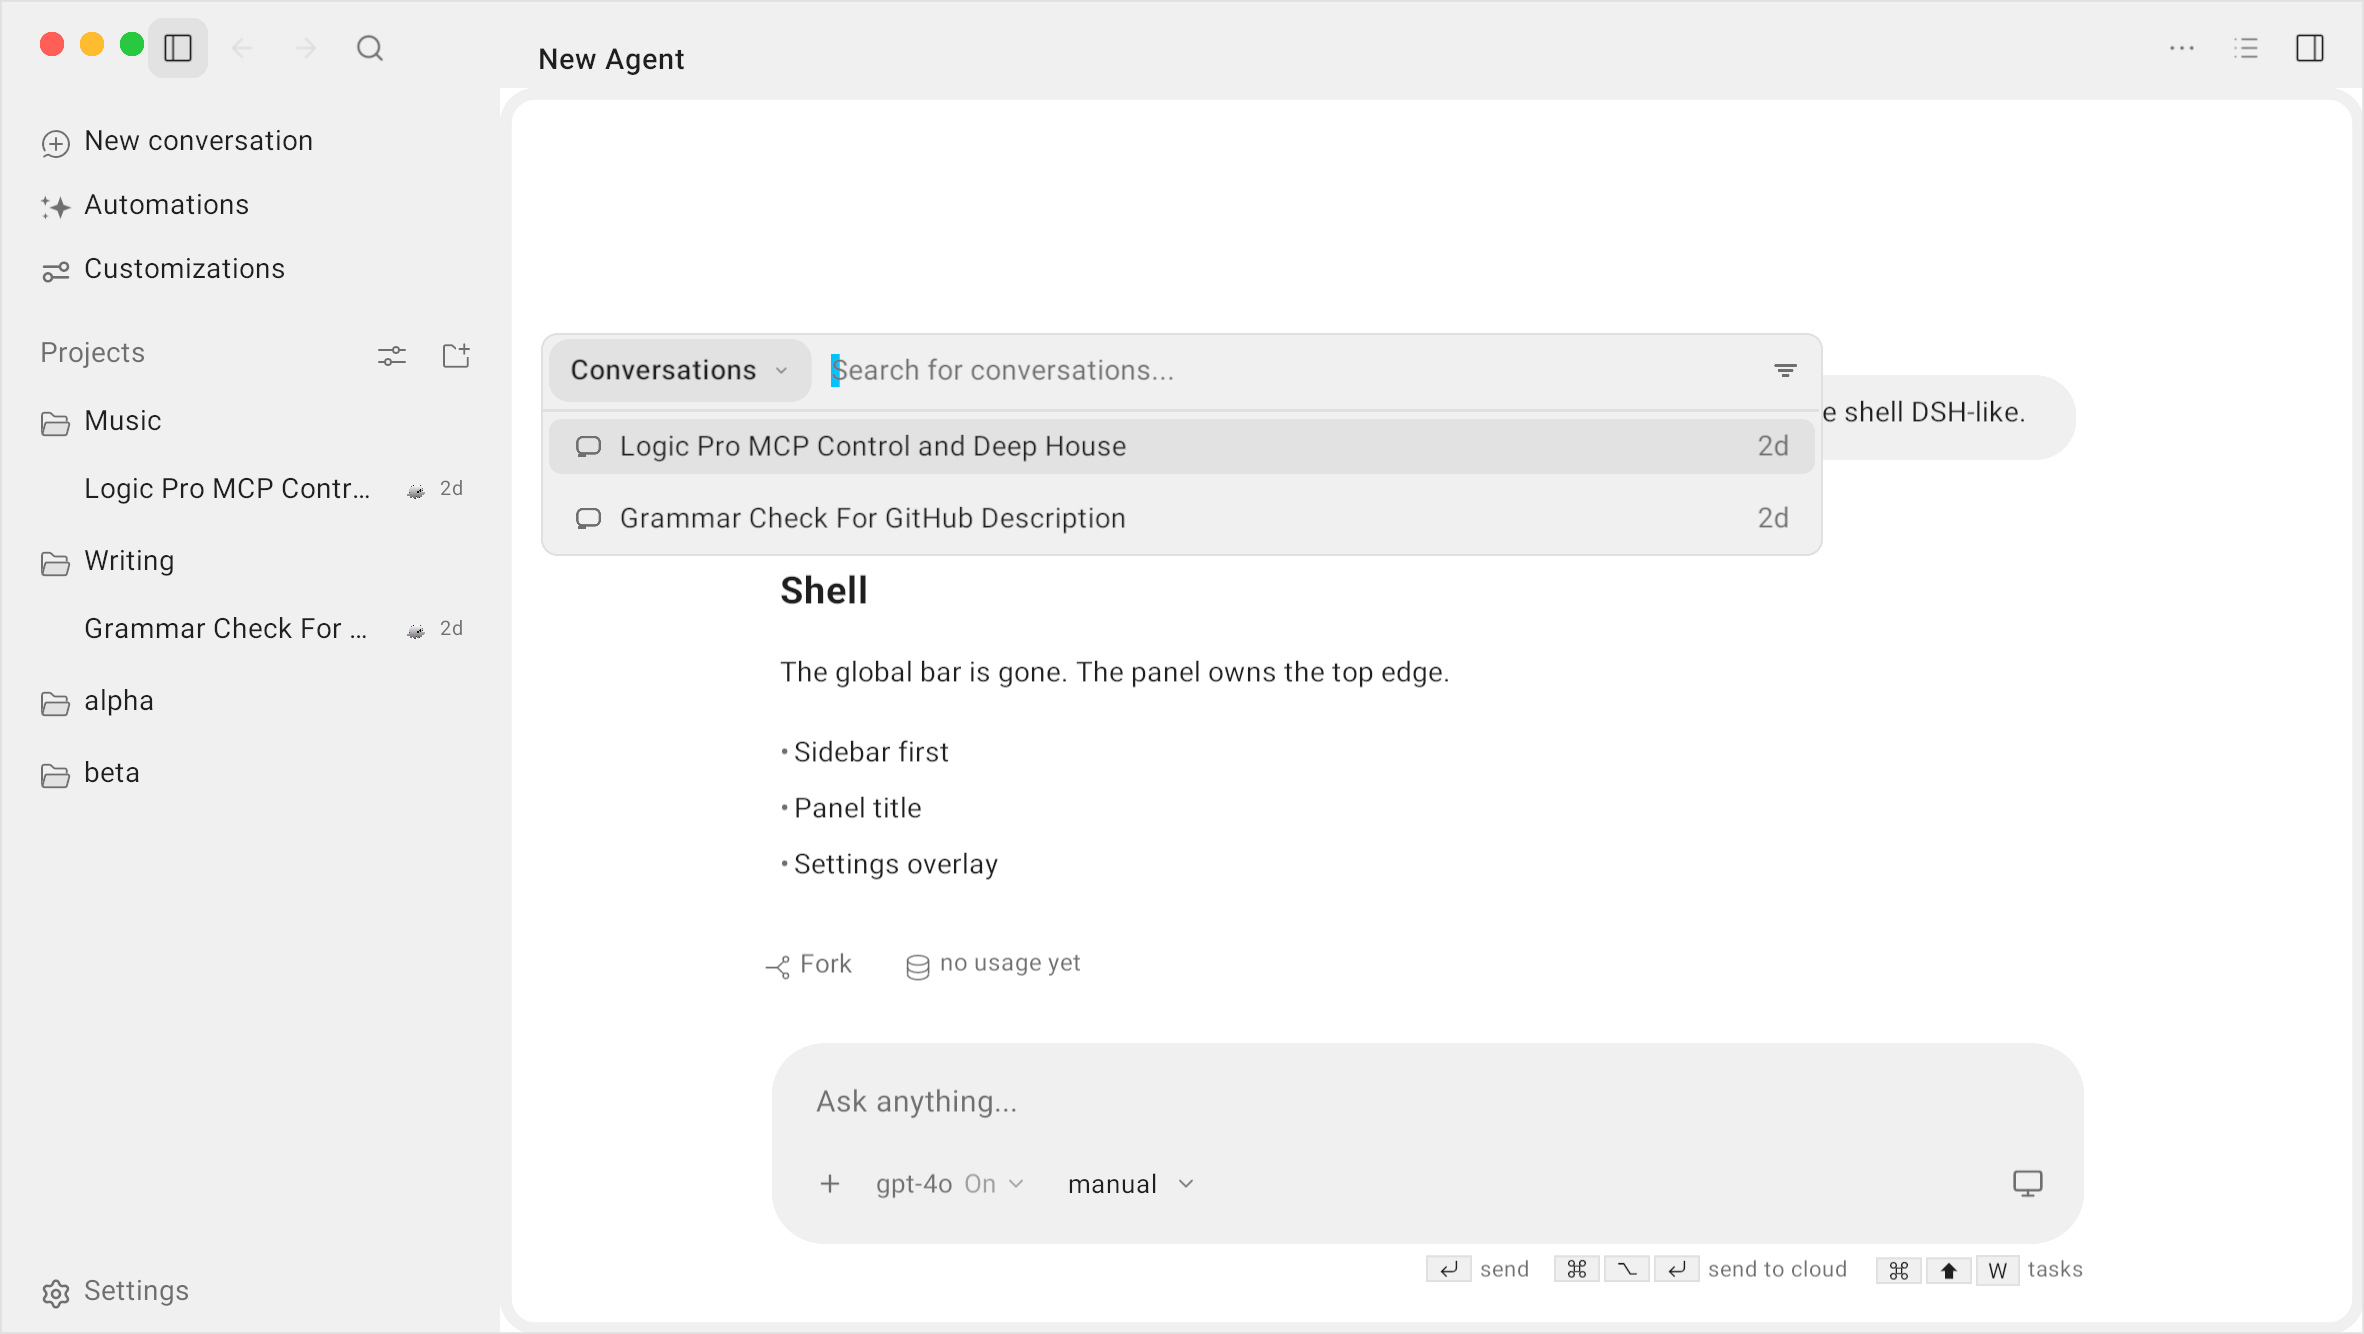 New Agent
New conversation
Automations
Customizations
Projects
Music
Logic Pro MCP Contr... 2d
Writing
Grammar Check For ... 2d
alpha
beta
Settings
Conversations
Search for conversations...
Logic Pro MCP Control and Deep House 2d
Grammar Check For GitHub Description 2d
e shell DSH-like.
Shell
The global bar is gone. The panel owns the top edge.
• Sidebar first
• Panel title
• Settings overlay
Fork
no usage yet
Ask anything...
gpt-4o On
manual
↵ send ⌘ ⌥ ↵ send to cloud ⌘ ⬆ W tasks